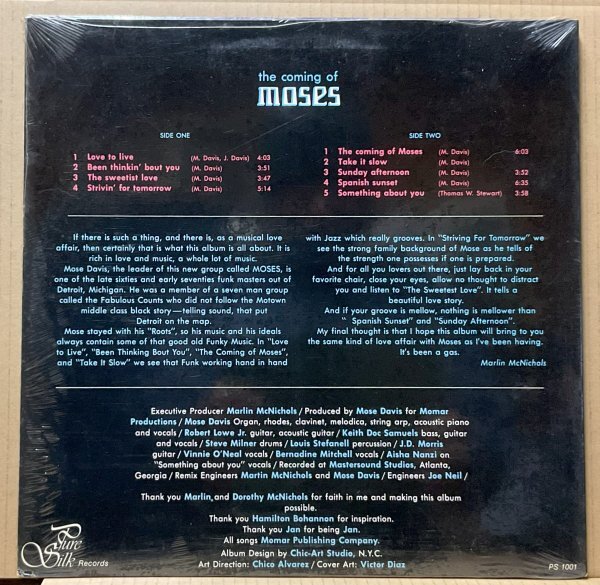 the coming of
moses
SIDE ONE
1 Love to live (M. Davis, J. Davis) 4:03
2 Been thinkin' bout you (M. Davis) 3:51
3 The sweetist love (M. Davis) 3:47
4 Strivin' for tomorrow (M. Davis) 5:14
SIDE TWO
1 The coming of Moses (M. Davis) 6:03
2 Take it slow (M. Davis)
3 Sunday afternoon (M. Davis) 3:52
4 Spanish sunset (M. Davis) 6:35
5 Something about you (Thomas W. Stewart) 3:58
If there is such a thing, and there is, as a musical love
affair, then certainly that is what this album is all about. It is
rich in love and music, a whole lot of music.
Mose Davis, the leader of this new group called MOSES, is
one of the late sixties and early seventies funk masters out of
Detroit, Michigan. He was a member of a seven man group
called the Fabulous Counts who did not follow the Motown
middle class black story—telling sound, that put
Detroit on the map.
Mose stayed with his "Roots", so his music and his ideals
always contain some of that good old Funky Music. In "Love
to Live", "Been Thinking Bout You", "The Coming of Moses",
and "Take It Slow" we see that Funk working hand in hand
with Jazz which really grooves. In "Striving For Tomorrow" we
see the strong family background of Mose as he tells of
the strength one possesses if one is prepared.
And for all you lovers out there, just lay back in your
favorite chair, close your eyes, allow no thought to distract
you and listen to "The Sweetest Love". It tells a
beautiful love story.
And if your groove is mellow, nothing is mellower than
" Spanish Sunset" and "Sunday Afternoon".
My final thought is that I hope this album will bring to you
the same kind of love affair with Moses as I've been having.
It's been a gas.
Marlin McNichols
Executive Producer Marlin McNichols / Produced by Mose Davis for Momar
Productions / Mose Davis Organ, rhodes, clavinet, melodica, string arp, acoustic piano
and vocals / Robert Lowe Jr. guitar, acoustic guitar / Keith Doc Samuels bass, guitar
and vocals / Steve Milner drums / Louis Stefanell percussion / J.D. Morris
guitar / Vinnie O'Neal vocals / Bernadine Mitchell vocals / Aisha Nanzi on
"Something about you" vocals / Recorded at Mastersound Studios, Atlanta,
Georgia / Remix Engineers Martin McNichols and Mose Davis / Engineers Joe Neil /
Thank you Marlin, and Dorothy McNichols for faith in me and making this album
possible.
Thank you Hamilton Bohannon for inspiration.
Thank you Jan for being Jan.
All songs Momar Publishing Company.
Album Design by Chic-Art Studio, N.Y.C.
Art Direction: Chico Alvarez / Cover Art: Victor Diaz
Pure
Silk Records
PS 1001